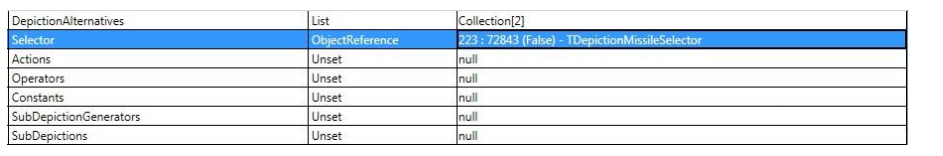 DepictionAlternatives List Collection[2]
Selector ObjectReference 223 : 72843 (False) - TDepictionMissileSelector
Actions Unset null
Operators Unset null
Constants Unset null
SubDepictionGenerators Unset null
SubDepictions Unset null